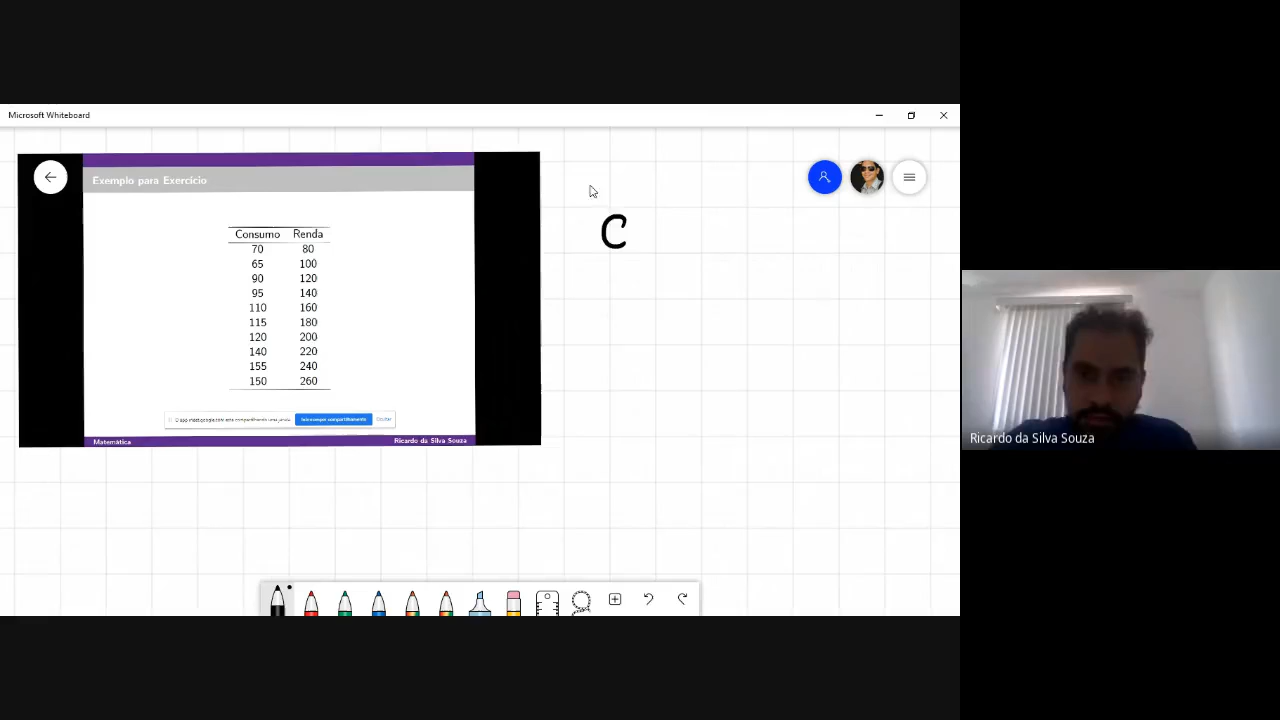 Microsoft Whiteboard
Exemplo para Exercício
Consumo Renda
70 80
65 100
90 120
95 140
110 160
115 180
120 200
140 220
155 240
150 260
Ocultar
Matemática Ricardo da Silva Souza
C
Ricardo da Silva Souza